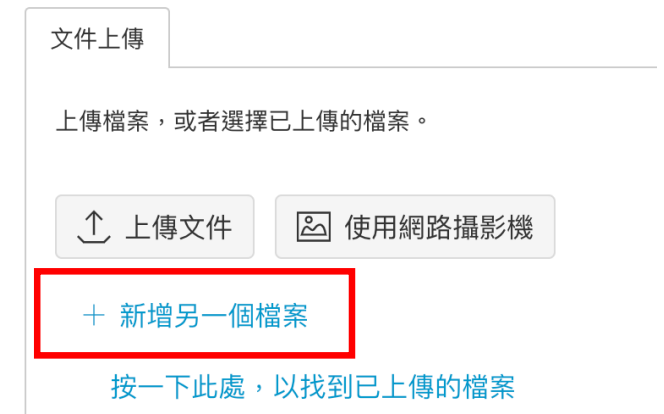 文件上傳
上傳檔案，或者選擇已上傳的檔案。
上傳文件 使用網路攝影機
＋ 新增另一個檔案
按一下此處，以找到已上傳的檔案